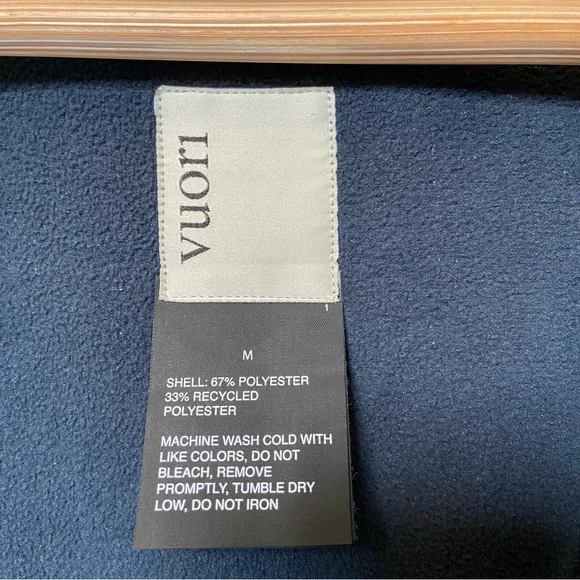 vuori
1
M
SHELL: 67% POLYESTER
33% RECYCLED
POLYESTER
MACHINE WASH COLD WITH
LIKE COLORS, DO NOT
BLEACH, REMOVE
PROMPTLY, TUMBLE DRY
LOW, DO NOT IRON